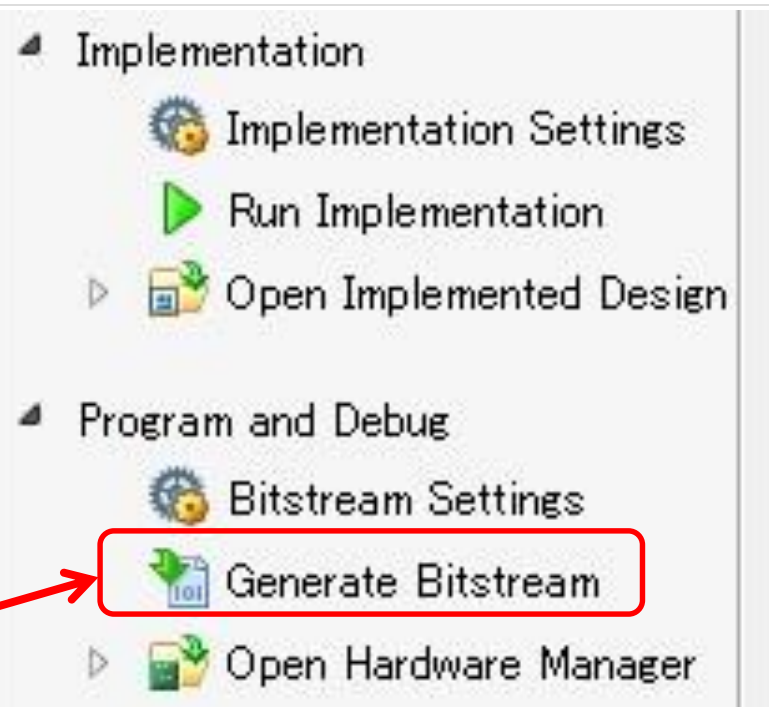 Implementation
Implementation Settings
Run Implementation
Open Implemented Design
Program and Debug
Bitstream Settings
Generate Bitstream
Open Hardware Manager